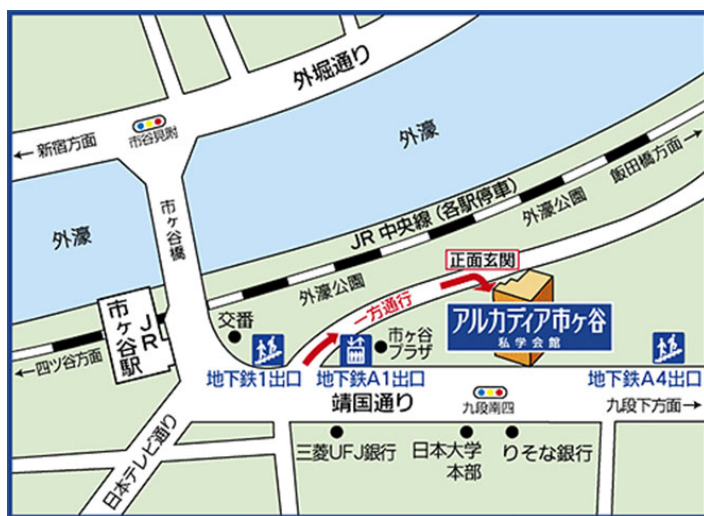 外堀通り
←新宿方面
市谷見附
外濠
飯田橋方面→
市ヶ谷橋
JR中央線(各駅停車)
外濠公園
外濠
正面玄関
外濠公園
一方通行
JR
市ヶ谷駅
交番
市ヶ谷
プラザ
アルカディア市ヶ谷
私学会館
←四ツ谷方面
地下鉄1出口
地下鉄A1出口
地下鉄A4出口
靖国通り
九段南四
九段下方面→
日本テレビ通り
三菱UFJ銀行
日本大学
本部
りそな銀行